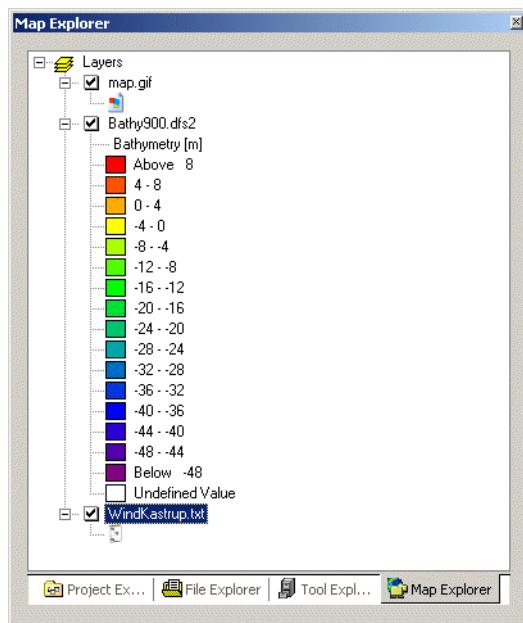 Map Explorer
Layers
map.gif
Bathy900.dfs2
Bathymetry [m]
Above 8
4 - 8
0 - 4
-4 - 0
-8 - -4
-12 - -8
-16 - -12
-20 - -16
-24 - -20
-28 - -24
-32 - -28
-36 - -32
-40 - -36
-44 - -40
-48 - -44
Below -48
Undefined Value
WindKastrup.txt
Project Ex... File Explorer Tool Expl... Map Explorer